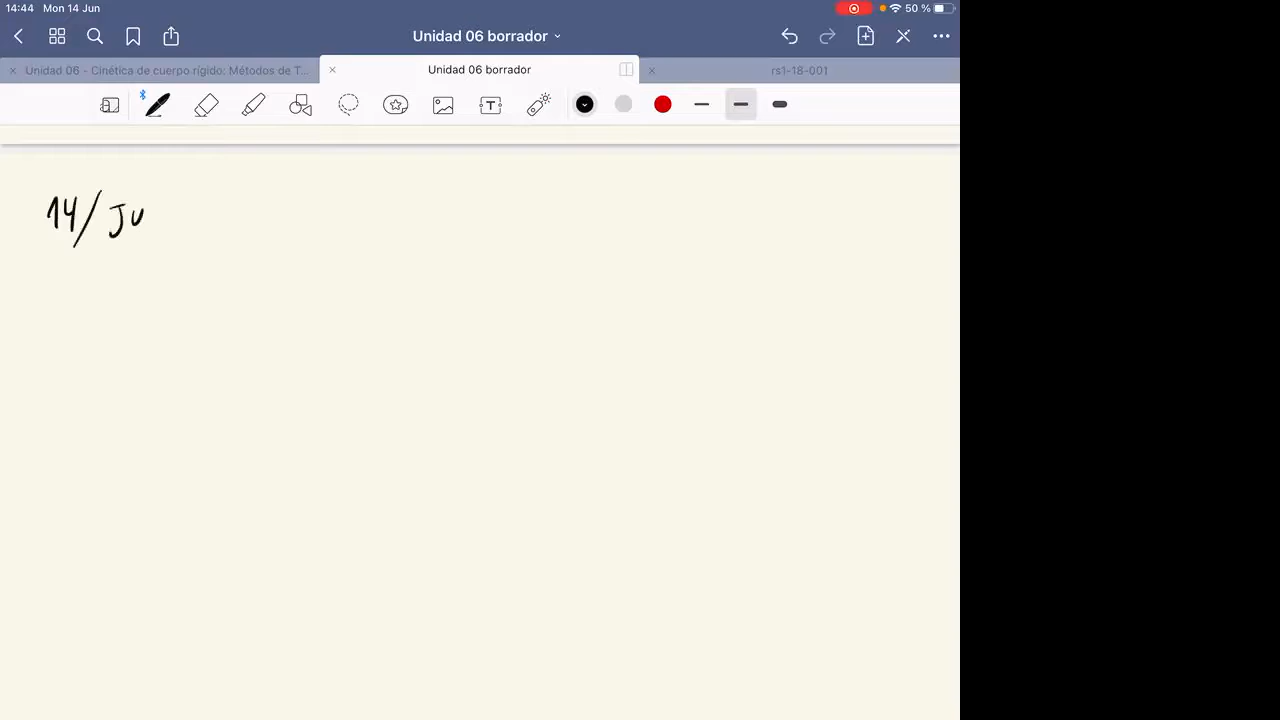 14:44 Mon 14 Jun 50 %
Unidad 06 borrador
Unidad 06 - Cinética de cuerpo rígido: Métodos de T... Unidad 06 borrador rs1-18-001
14/Ju